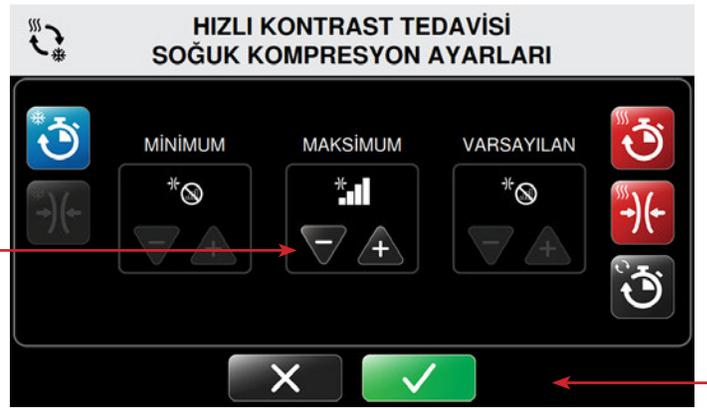 HIZLI KONTRAST TEDAVİSİ
SOĞUK KOMPRESYON AYARLARI
MİNİMUM
MAKSİMUM
VARSAYILAN